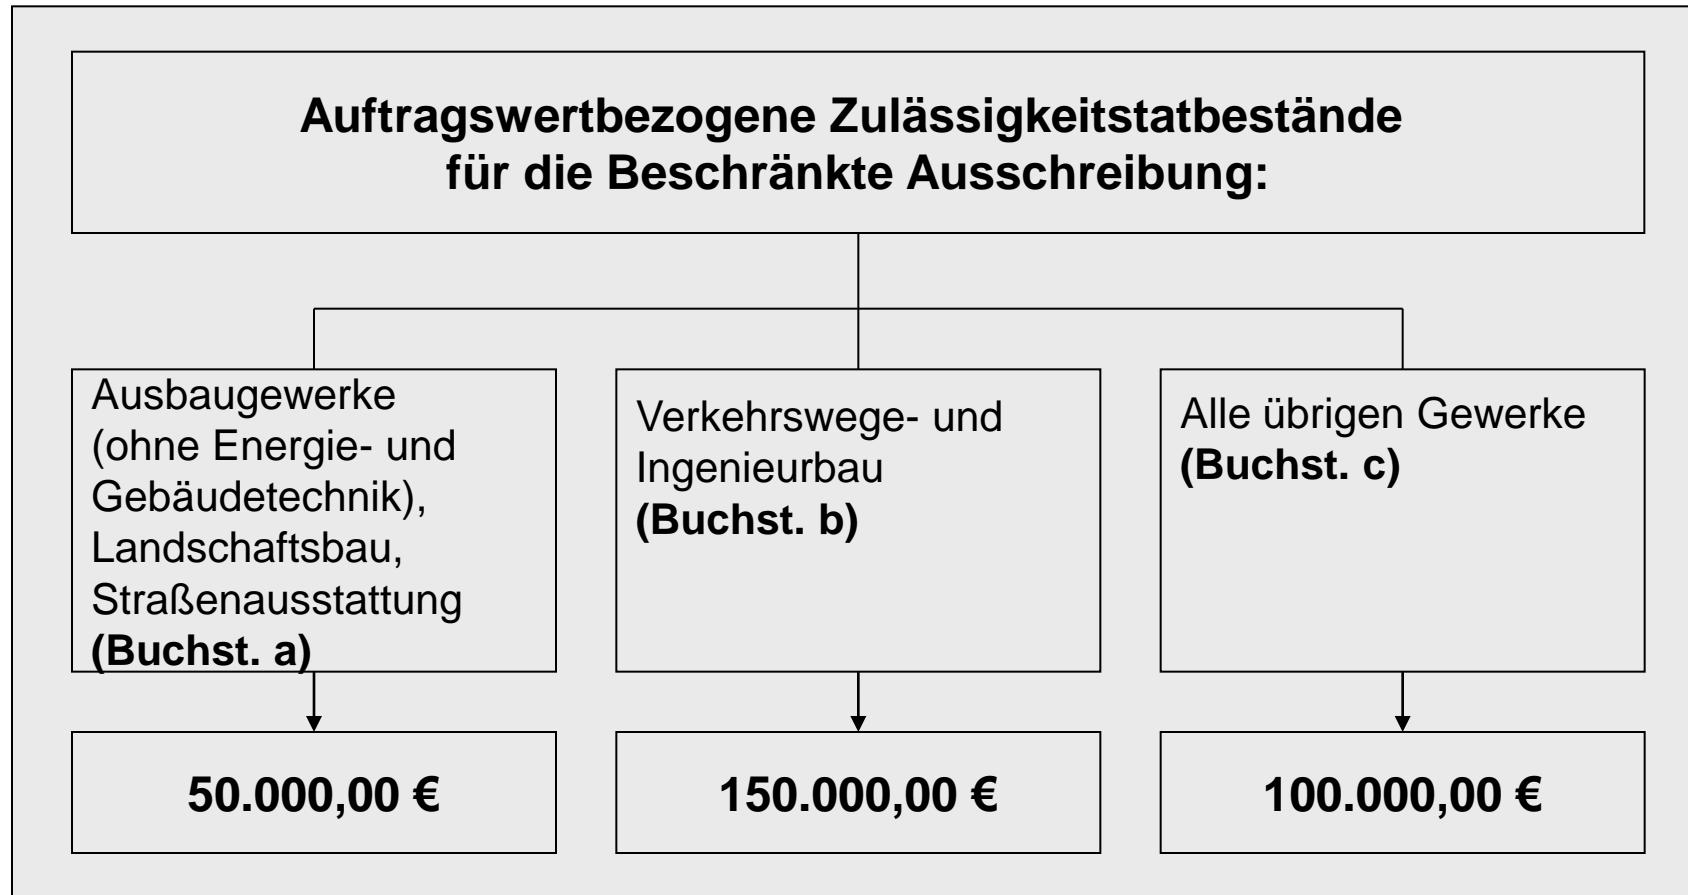 Auftragswertbezogene Zulässigkeitstatbestände
für die Beschränkte Ausschreibung:
Ausbaugewerke
(ohne Energie- und
Gebäudetechnik),
Landschaftsbau,
Straßenausstattung
(Buchst. a)
Verkehrswege- und
Ingenieurbau
(Buchst. b)
Alle übrigen Gewerke
(Buchst. c)
50.000,00 €
150.000,00 €
100.000,00 €